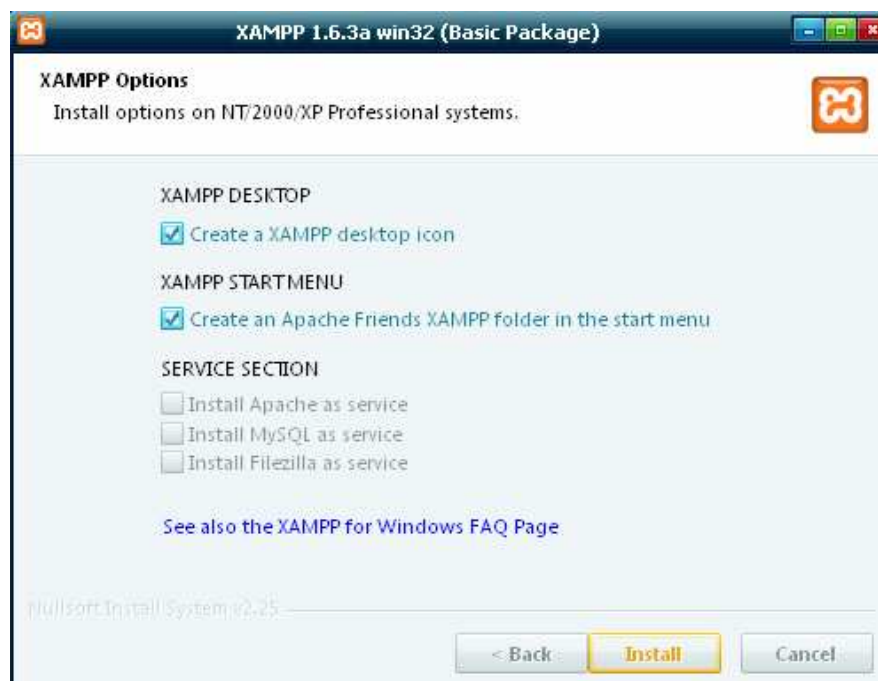 XAMPP 1.6.3a win32 (Basic Package)
XAMPP Options
Install options on NT/2000/XP Professional systems.
XAMPP DESKTOP
Create a XAMPP desktop icon
XAMPP START MENU
Create an Apache Friends XAMPP folder in the start menu
SERVICE SECTION
Install Apache as service
Install MySQL as service
Install Filezilla as service
See also the XAMPP for Windows FAQ Page
Nullsoft Install System v2.25
< Back Install Cancel